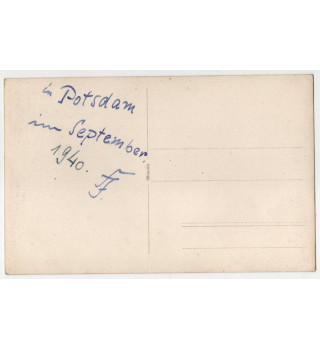 in Potsdam
im September.
1940.